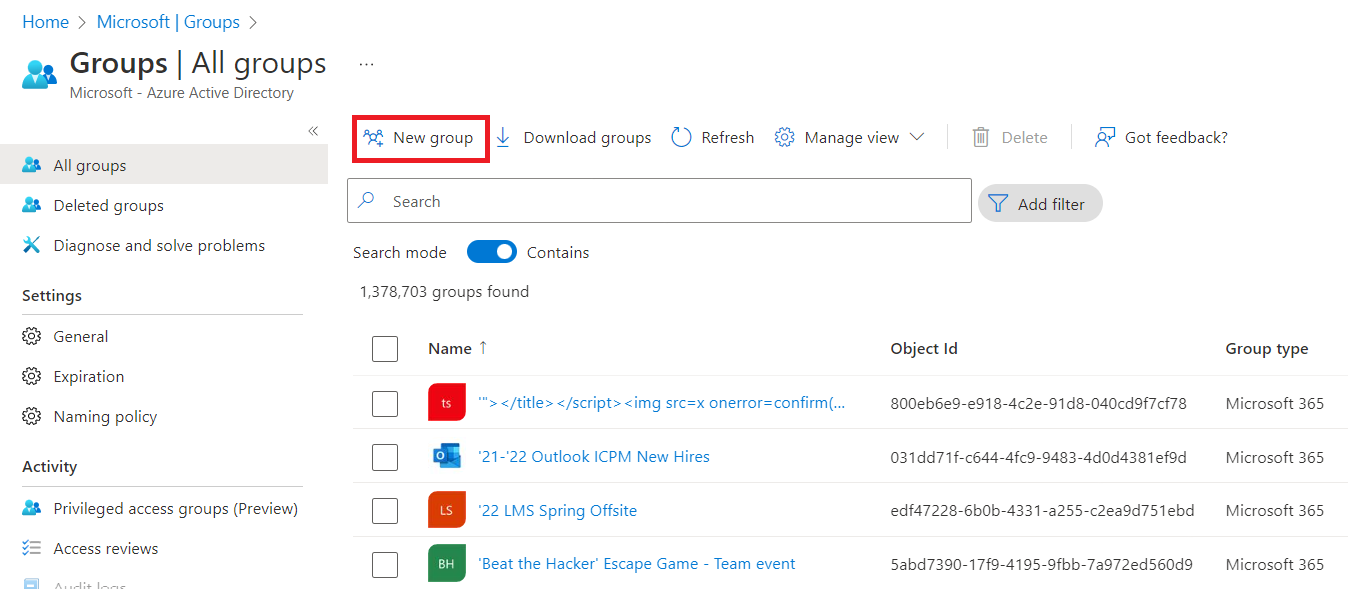 Home > Microsoft | Groups >
Groups | All groups ...
Microsoft - Azure Active Directory
«
New group Download groups Refresh Manage view Delete Got feedback?
All groups
Deleted groups
Diagnose and solve problems
Settings
General
Expiration
Naming policy
Activity
Privileged access groups (Preview)
Access reviews
Audit logs
Search Add filter
Search mode Contains
1,378,703 groups found
Name ↑ Object Id Group type
ts '"></title></script><img src=x onerror=confirm(... 800eb6e9-e918-4c2e-91d8-040cd9f7cf78 Microsoft 365
'21-'22 Outlook ICPM New Hires 031dd71f-c644-4fc9-9483-4d0d4381ef9d Microsoft 365
LS '22 LMS Spring Offsite edf47228-6b0b-4331-a255-c2ea9d751ebd Microsoft 365
BH 'Beat the Hacker' Escape Game - Team event 5abd7390-17f9-4195-9fbb-7a972ed560d9 Microsoft 365